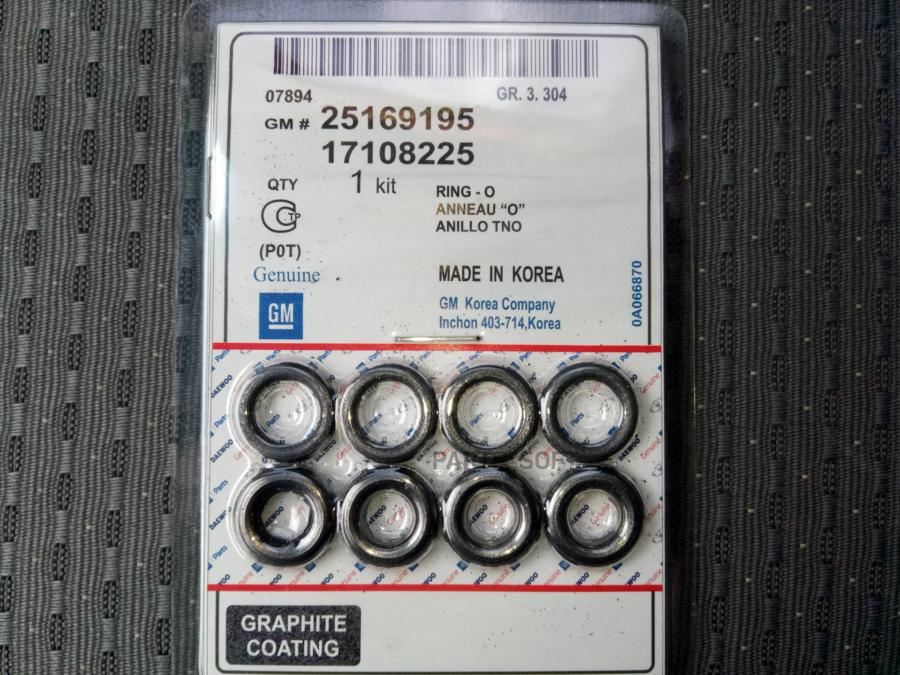 07894
GR. 3. 304
GM # 25169195
17108225
QTY 1 kit
RING - O
ANNEAU "O"
ANILLO TNO
СТР
(P0T)
Genuine
MADE IN KOREA
GM
GM Korea Company
Inchon 403-714,Korea
0A066870
GRAPHITE
COATING